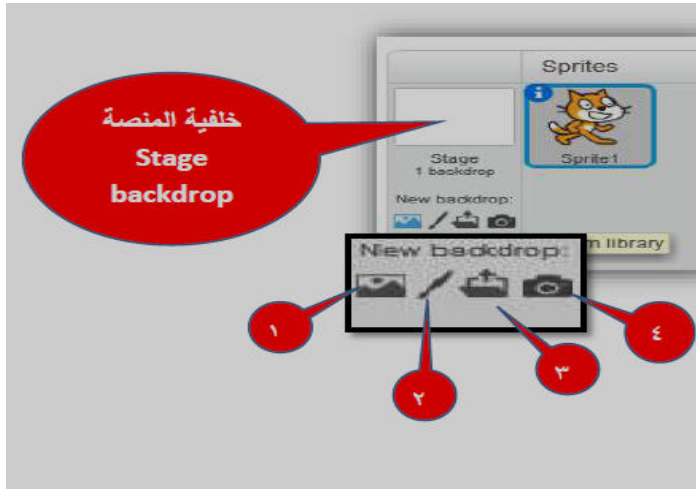 Sprites
خلفية المنصة
Stage
backdrop
Stage
1 backdrop
Sprite1
New backdrop:
library
New backdrop:
١
٢
٣
٤